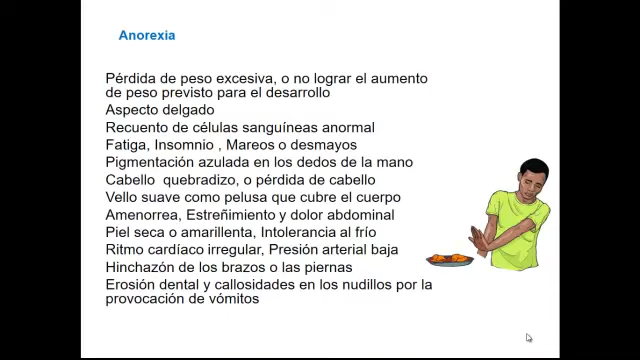 Anorexia
Pérdida de peso excesiva, o no lograr el aumento
de peso previsto para el desarrollo
Aspecto delgado
Recuento de células sanguíneas anormal
Fatiga, Insomnio , Mareos o desmayos
Pigmentación azulada en los dedos de la mano
Cabello quebradizo, o pérdida de cabello
Vello suave como pelusa que cubre el cuerpo
Amenorrea, Estreñimiento y dolor abdominal
Piel seca o amarillenta, Intolerancia al frío
Ritmo cardíaco irregular, Presión arterial baja
Hinchazón de los brazos o las piernas
Erosión dental y callosidades en los nudillos por la
provocación de vómitos